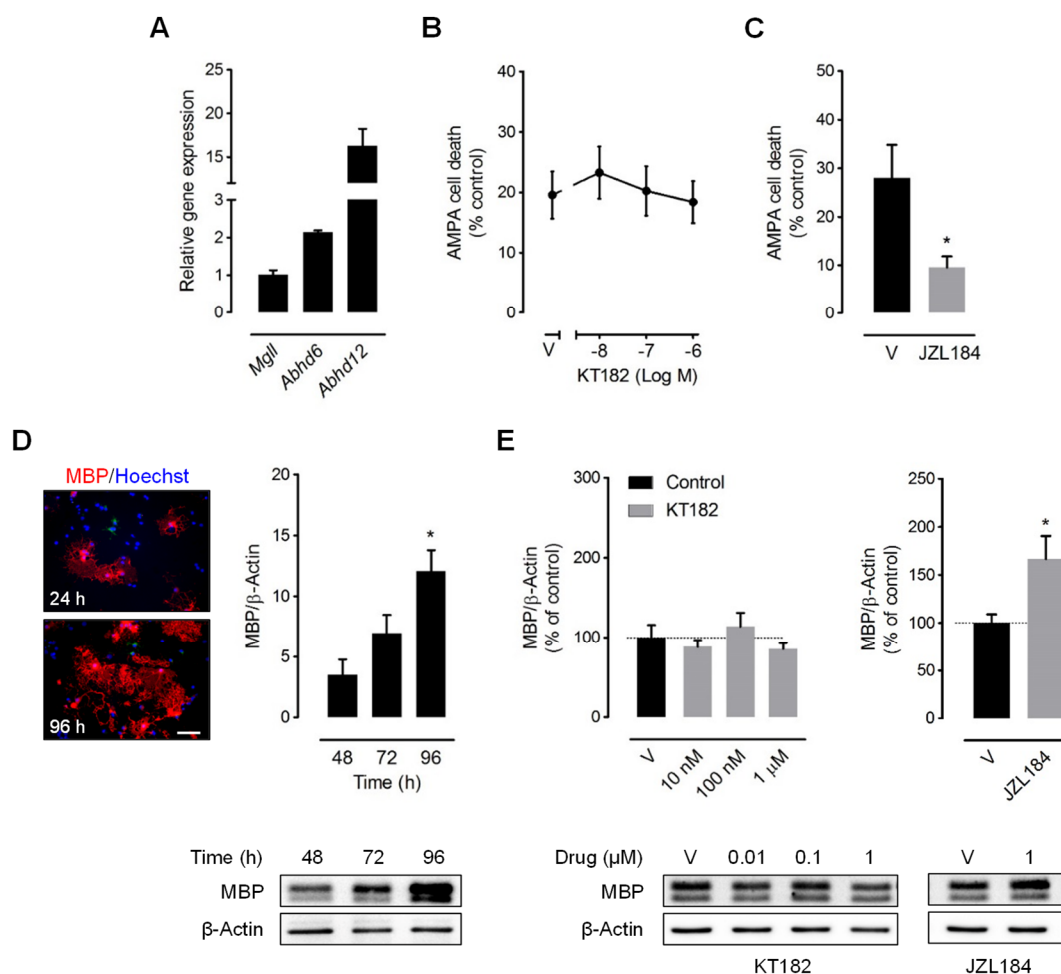 A
Relative gene expression
25
20
15
10
3
2
1
0
Mgll
Abhd6
Abhd12
B
AMPA cell death
(% control)
40
30
20
10
0
V
-8
-7
-6
KT182 (Log M)
C
AMPA cell death
(% control)
50
40
30
20
10
0
*
V
JZL184
D
MBP/Hoechst
24 h
96 h
MBP/β-Actin
20
15
10
5
0
*
48
72
96
Time (h)
Time (h) 48 72 96
MBP
β-Actin
E
MBP/β-Actin
(% of control)
300
200
100
0
Control
KT182
V
10 nM
100 nM
1 µM
MBP/β-Actin
(% of control)
250
200
150
100
50
0
*
V
JZL184
Drug (µM) V 0.01 0.1 1 V 1
MBP
β-Actin
KT182
JZL184